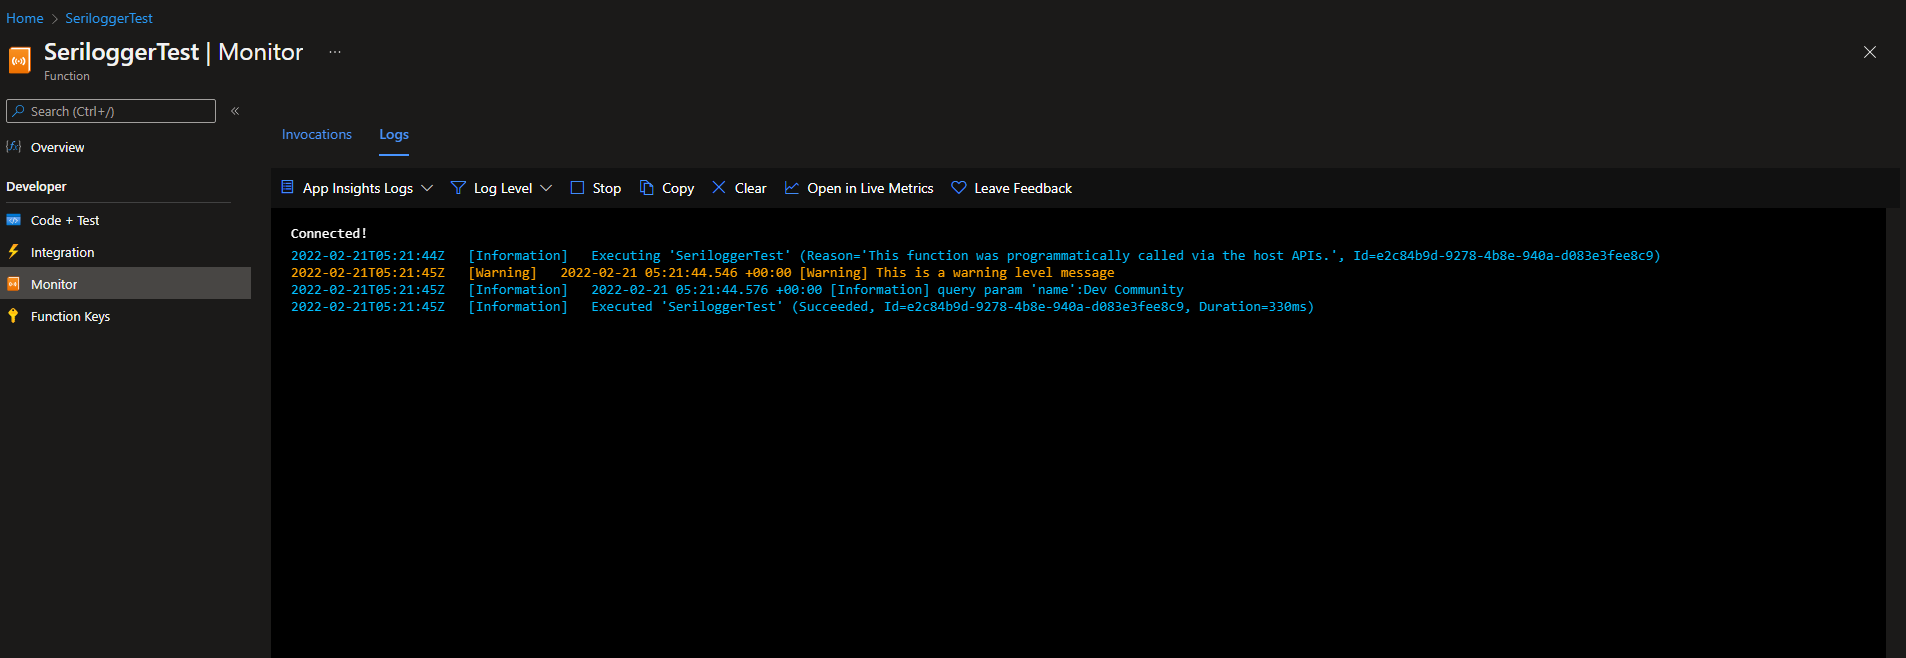 Home > SeriloggerTest
SeriloggerTest | Monitor ...
Function
Search (Ctrl+/)
«
Overview
Developer
Code + Test
Integration
Monitor
Function Keys
Invocations Logs
App Insights Logs Log Level Stop Copy Clear Open in Live Metrics Leave Feedback
Connected!
2022-02-21T05:21:44Z [Information] Executing 'SeriloggerTest' (Reason='This function was programmatically called via the host APIs.', Id=e2c84b9d-9278-4b8e-940a-d083e3fee8c9)
2022-02-21T05:21:45Z [Warning] 2022-02-21 05:21:44.546 +00:00 [Warning] This is a warning level message
2022-02-21T05:21:45Z [Information] 2022-02-21 05:21:44.576 +00:00 [Information] query param 'name':Dev Community
2022-02-21T05:21:45Z [Information] Executed 'SeriloggerTest' (Succeeded, Id=e2c84b9d-9278-4b8e-940a-d083e3fee8c9, Duration=330ms)